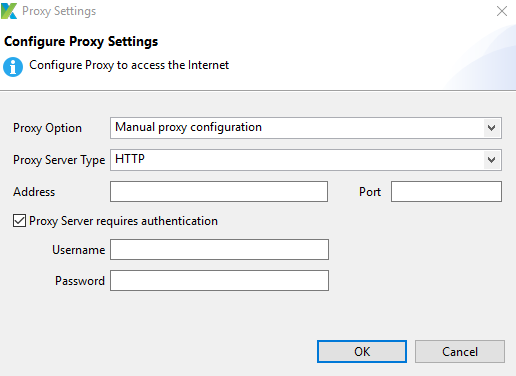 Proxy Settings
Configure Proxy Settings
Configure Proxy to access the Internet
Proxy Option Manual proxy configuration
Proxy Server Type HTTP
Address Port
Proxy Server requires authentication
Username
Password
OK Cancel